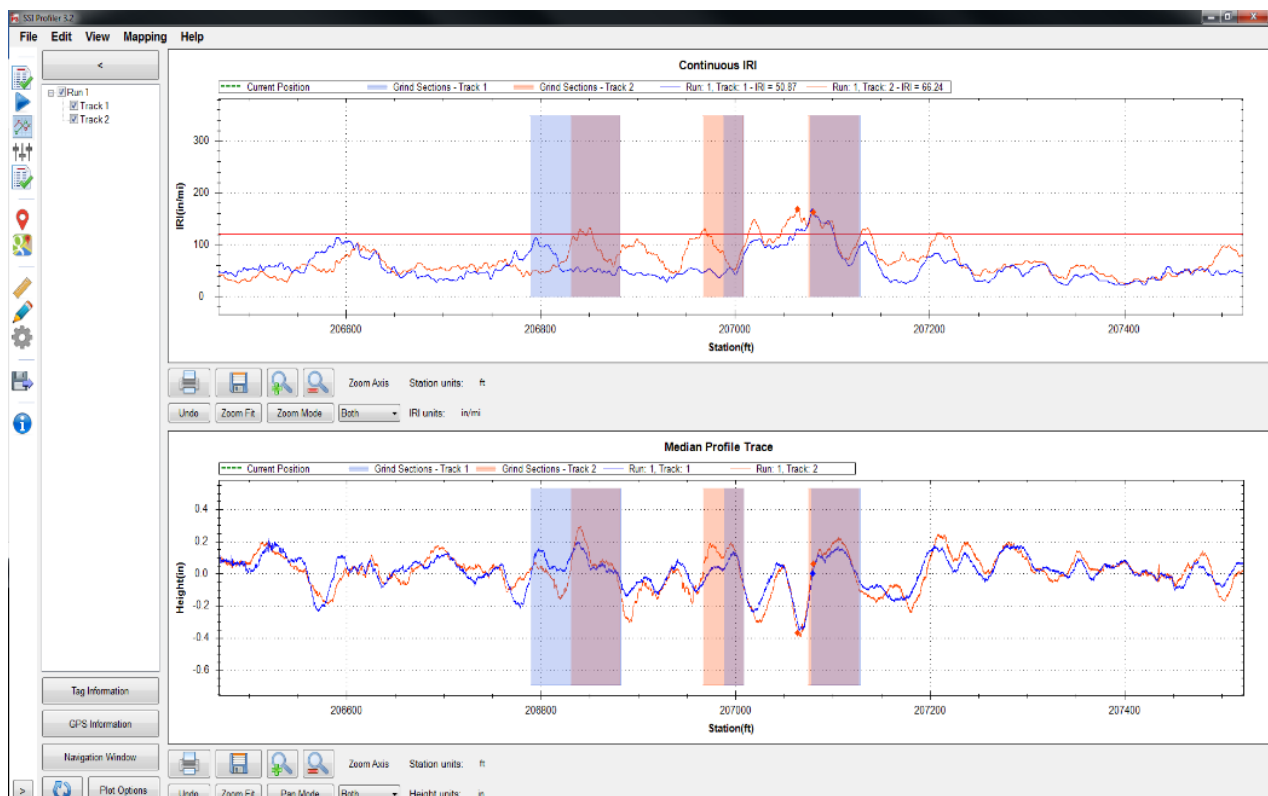 SSI Profiler 3.2
File Edit View Mapping Help
<
Run 1
Track 1
Track 2
Continuous IRI
Current Position Grind Sections - Track 1 Grind Sections - Track 2 Run: 1, Track: 1 - IRI = 50.87 Run: 1, Track: 2 - IRI = 66.24
300
200
100
0
IRI(in/mi)
206600 206800 207000 207200 207400
Station(ft)
Zoom Axis Station units: ft
Undo Zoom Fit Zoom Mode Both IRI units: in/mi
Median Profile Trace
Current Position Grind Sections - Track 1 Grind Sections - Track 2 Run: 1, Track: 1 Run: 1, Track: 2
0.4
0.2
0.0
-0.2
-0.4
-0.6
Height(in)
206600 206800 207000 207200 207400
Station(ft)
Tag Information
GPS Information
Navigation Window
Zoom Axis Station units: ft
> Plot Options Undo Zoom Fit Pan Mode Both Height units: in